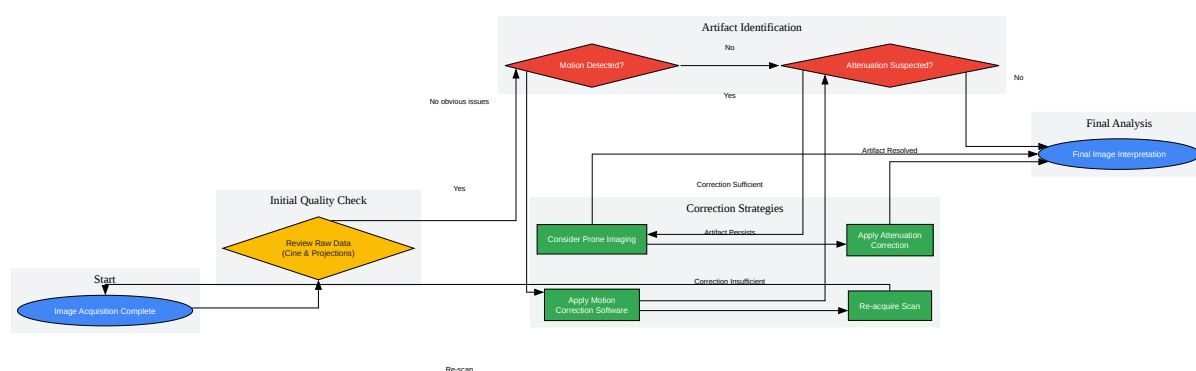 Artifact Identification
Motion Detected?
No
Attenuation Suspected?
No
Yes
No obvious issues
Final Analysis
Final Image Interpretation
Artifact Resolved
Yes
Correction Sufficient
Initial Quality Check
Correction Strategies
Review Raw Data
(Cine & Projections)
Consider Prone Imaging
Artifact Persists
Apply Attenuation
Correction
Start
Correction Insufficient
Image Acquisition Complete
Apply Motion
Correction Software
Re-acquire Scan
Re-scan